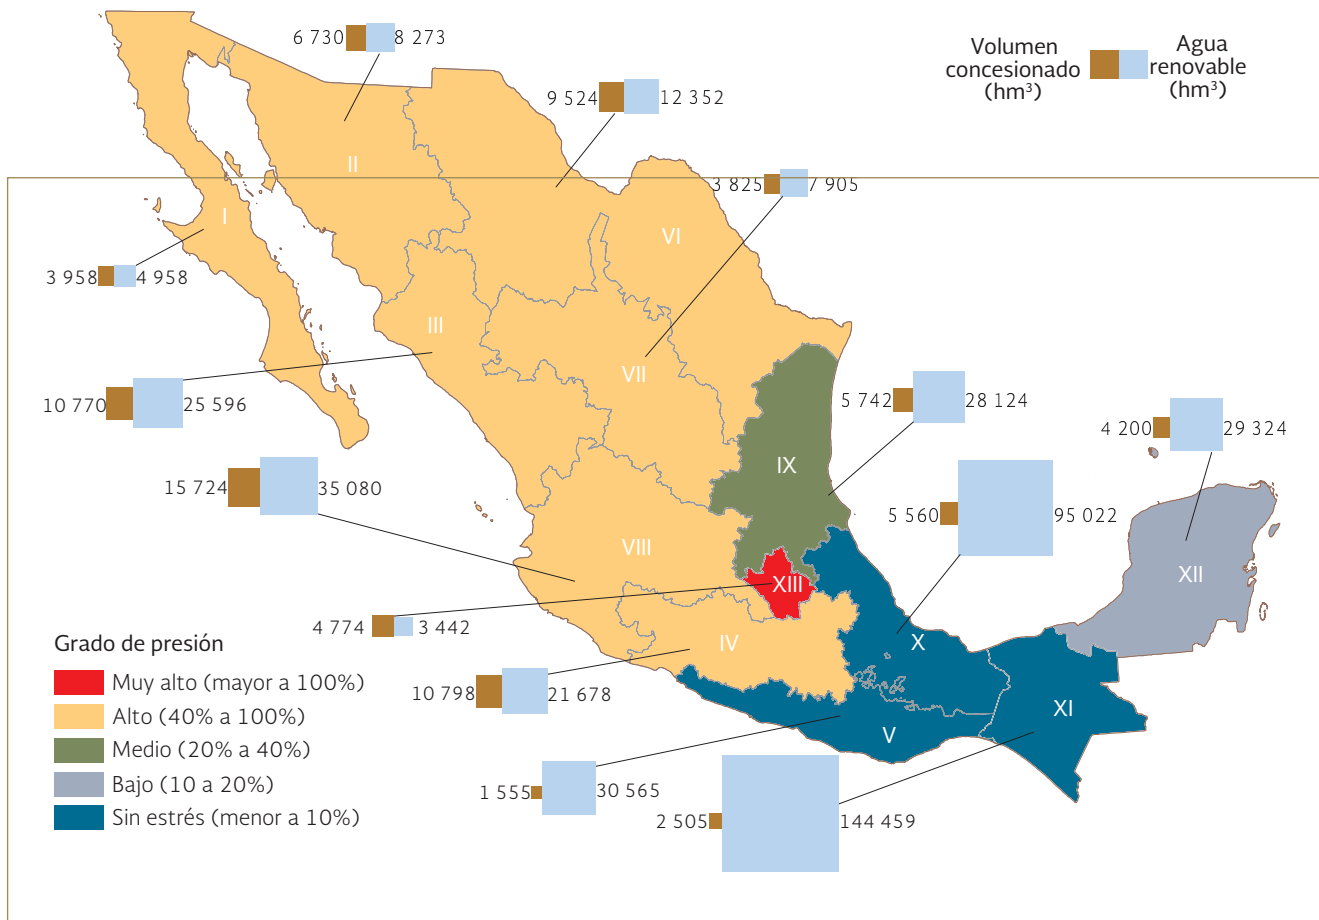 6 730 8 273
Volumen
concesionado
(hm³)
Agua
renovable
(hm³)
9 524 12 352
II
3 825 7 905
I
VI
3 958 4 958
III
VII
10 770 25 596
5 742 28 124
4 200 29 324
IX
15 724 35 080
5 560 95 022
VIII
XIII
XII
4 774 3 442
Grado de presión
IV
X
Muy alto (mayor a 100%)
10 798 21 678
Alto (40% a 100%)
XI
V
Medio (20% a 40%)
Bajo (10 a 20%)
1 555 30 565
Sin estrés (menor a 10%)
2 505 144 459